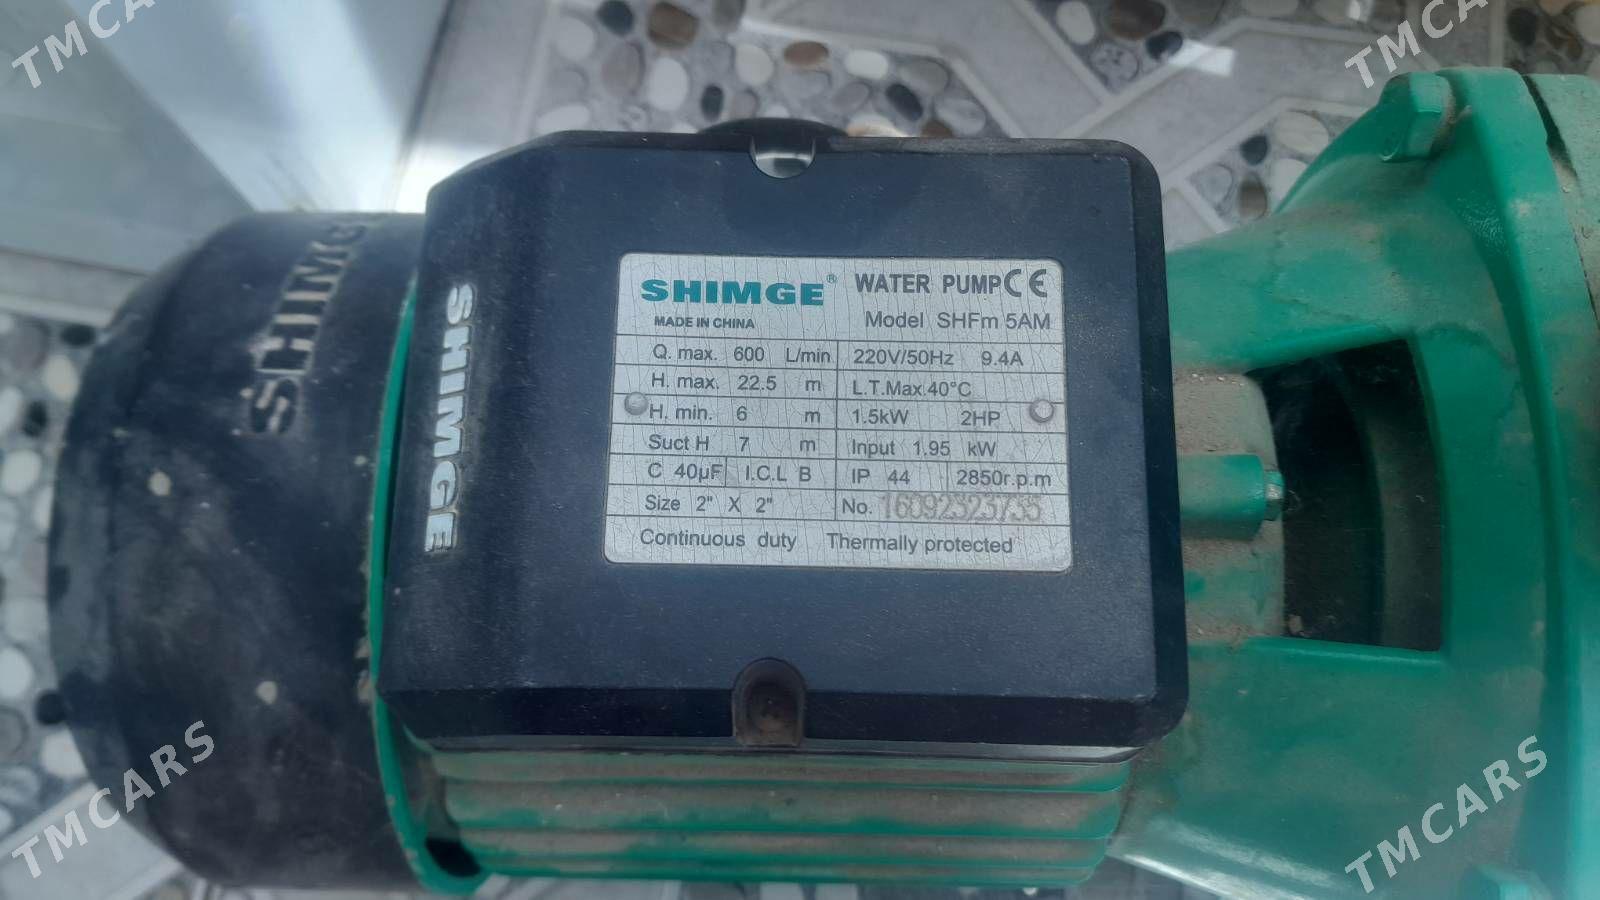 TMCARS
TMCARS
SHIMGE
SHIMGE
SHIMGE® WATER PUMP CE
MADE IN CHINA Model SHFm 5AM
Q. max. 600 L/min 220V/50Hz 9.4A
H. max. 22.5 m L.T.Max.40°C
H. min. 6 m 1.5kW 2HP
Suct H 7 m Input 1.95 kW
C 40µF I.C.L B IP 44 2850r.p.m
Size 2" X 2" No. 16092323735
Continuous duty Thermally protected
TMCARS
TMCARS